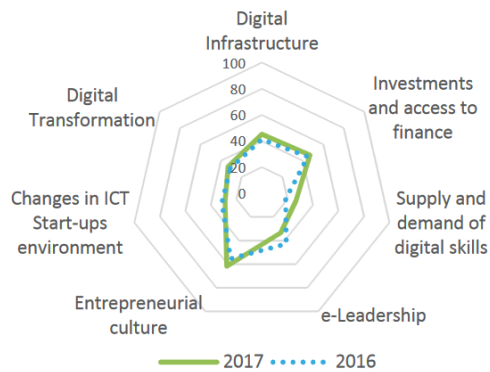 Digital
Infrastructure
100
80
60
40
20
0
Investments
and access to
finance
Supply and
demand of
digital skills
e-Leadership
Entrepreneurial
culture
Changes in ICT
Start-ups
environment
Digital
Transformation
2017
2016